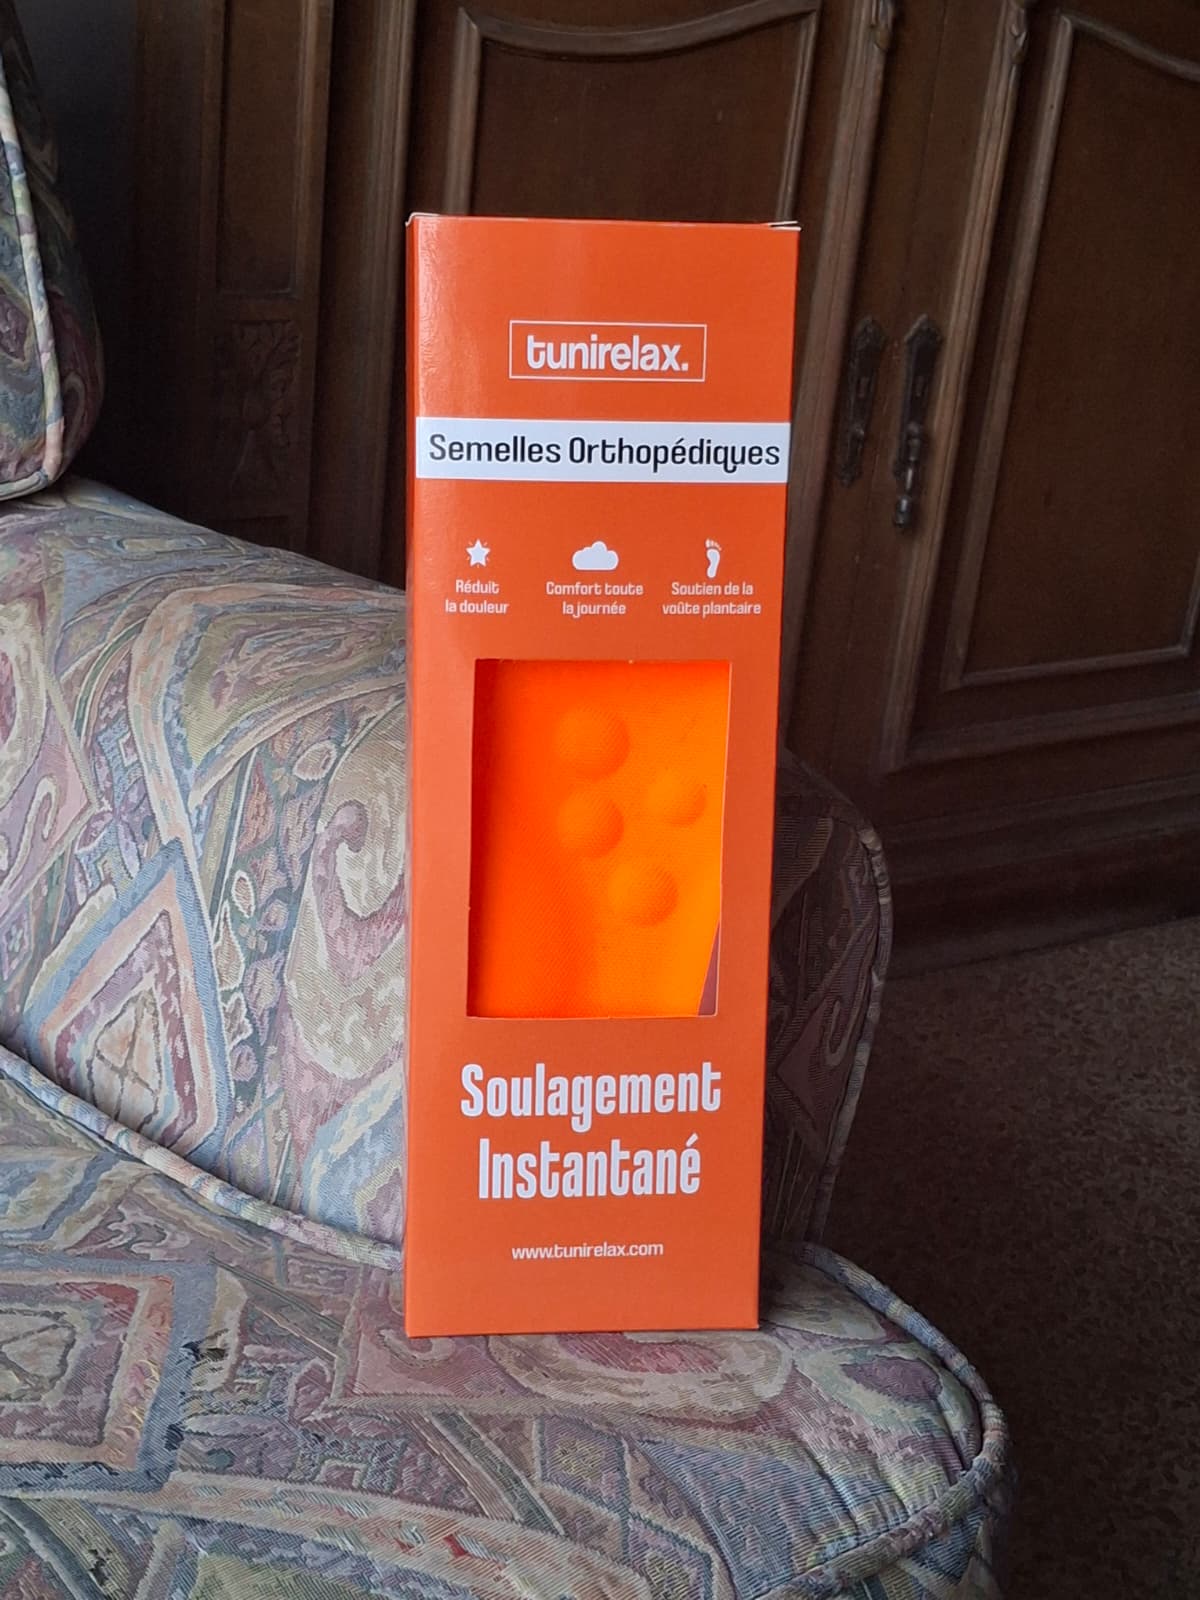 tunirelax.
Semelles Orthopédiques
Réduit
la douleur
Comfort toute
la journée
Soutien de la
voûte plantaire
Soulagement
Instantané
www.tunirelax.com